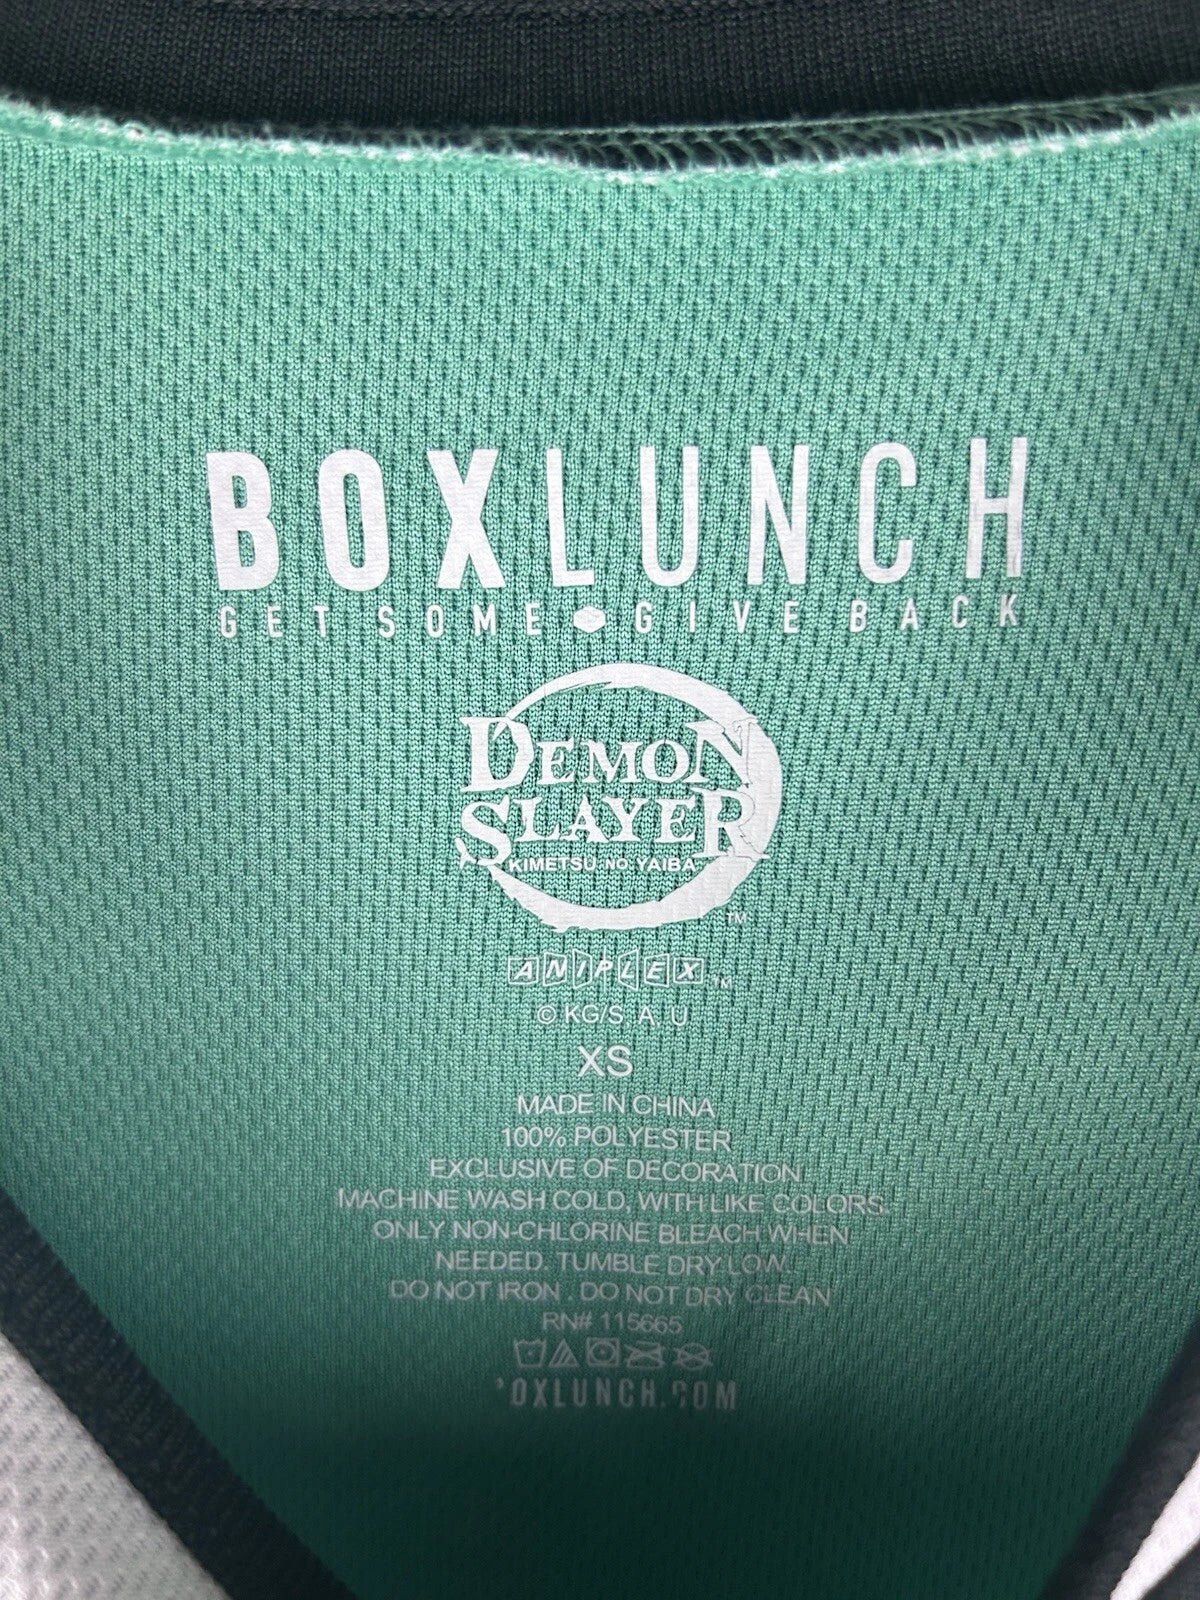 BOXLUNCH
GET SOME GIVE BACK
DEMON
SLAYER
KIMETSU NO YAIBA
TM
ANIPLEX TM
© KG/S, A, U
XS
MADE IN CHINA
100% POLYESTER
EXCLUSIVE OF DECORATION
MACHINE WASH COLD, WITH LIKE COLORS.
ONLY NON-CHLORINE BLEACH WHEN
NEEDED. TUMBLE DRY LOW.
DO NOT IRON . DO NOT DRY CLEAN
RN# 115665
'OXLUNCH.COM